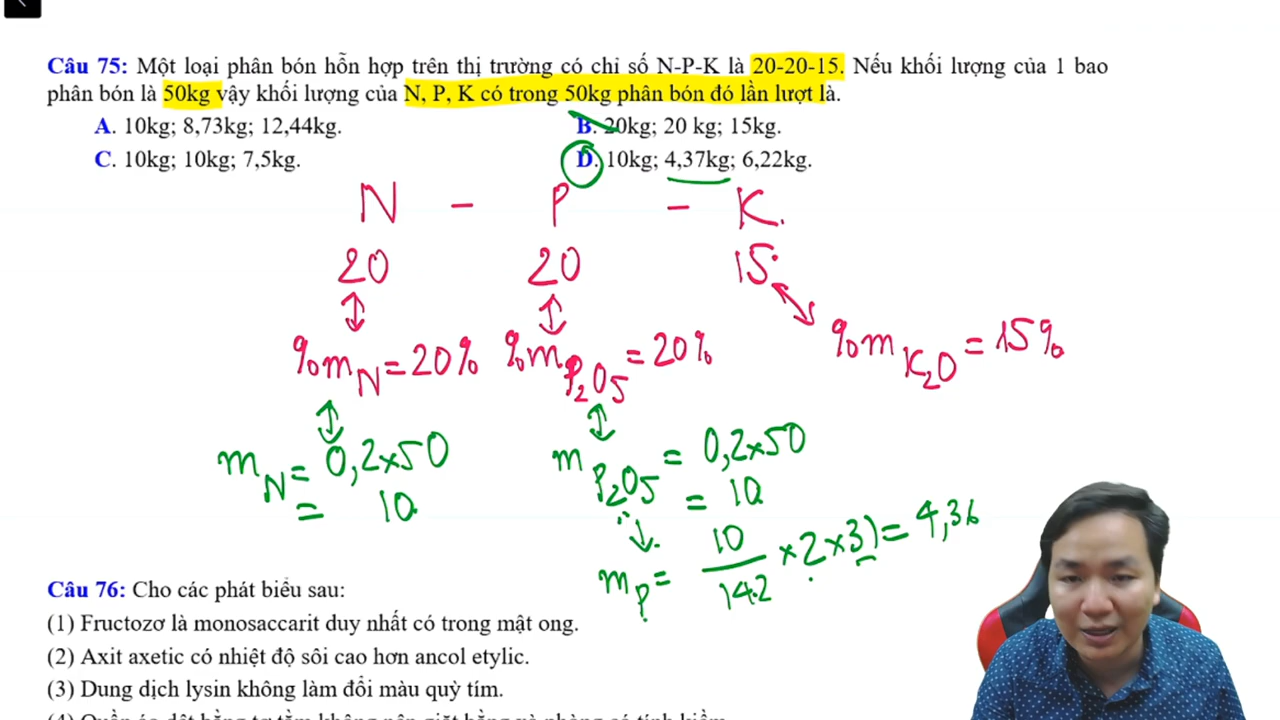 Câu 75: Một loại phân bón hỗn hợp trên thị trường có chỉ số N-P-K là 20-20-15. Nếu khối lượng của 1 bao
phân bón là 50kg vậy khối lượng của N, P, K có trong 50kg phân bón đó lần lượt là.
A. 10kg; 8,73kg; 12,44kg. B. 20kg; 20 kg; 15kg.
C. 10kg; 10kg; 7,5kg. D. 10kg; 4,37kg; 6,22kg.
N - P - K.
20 20 15
%mN = 20% %mP2O5 = 20% %mK2O = 15%
mN = 0,2x50 mP2O5 = 0,2x50
= 10 = 10
mP = 10/142 x 2 x 31 = 4,36
Câu 76: Cho các phát biểu sau:
(1) Fructozơ là monosaccarit duy nhất có trong mật ong.
(2) Axit axetic có nhiệt độ sôi cao hơn ancol etylic.
(3) Dung dịch lysin không làm đổi màu quỳ tím.